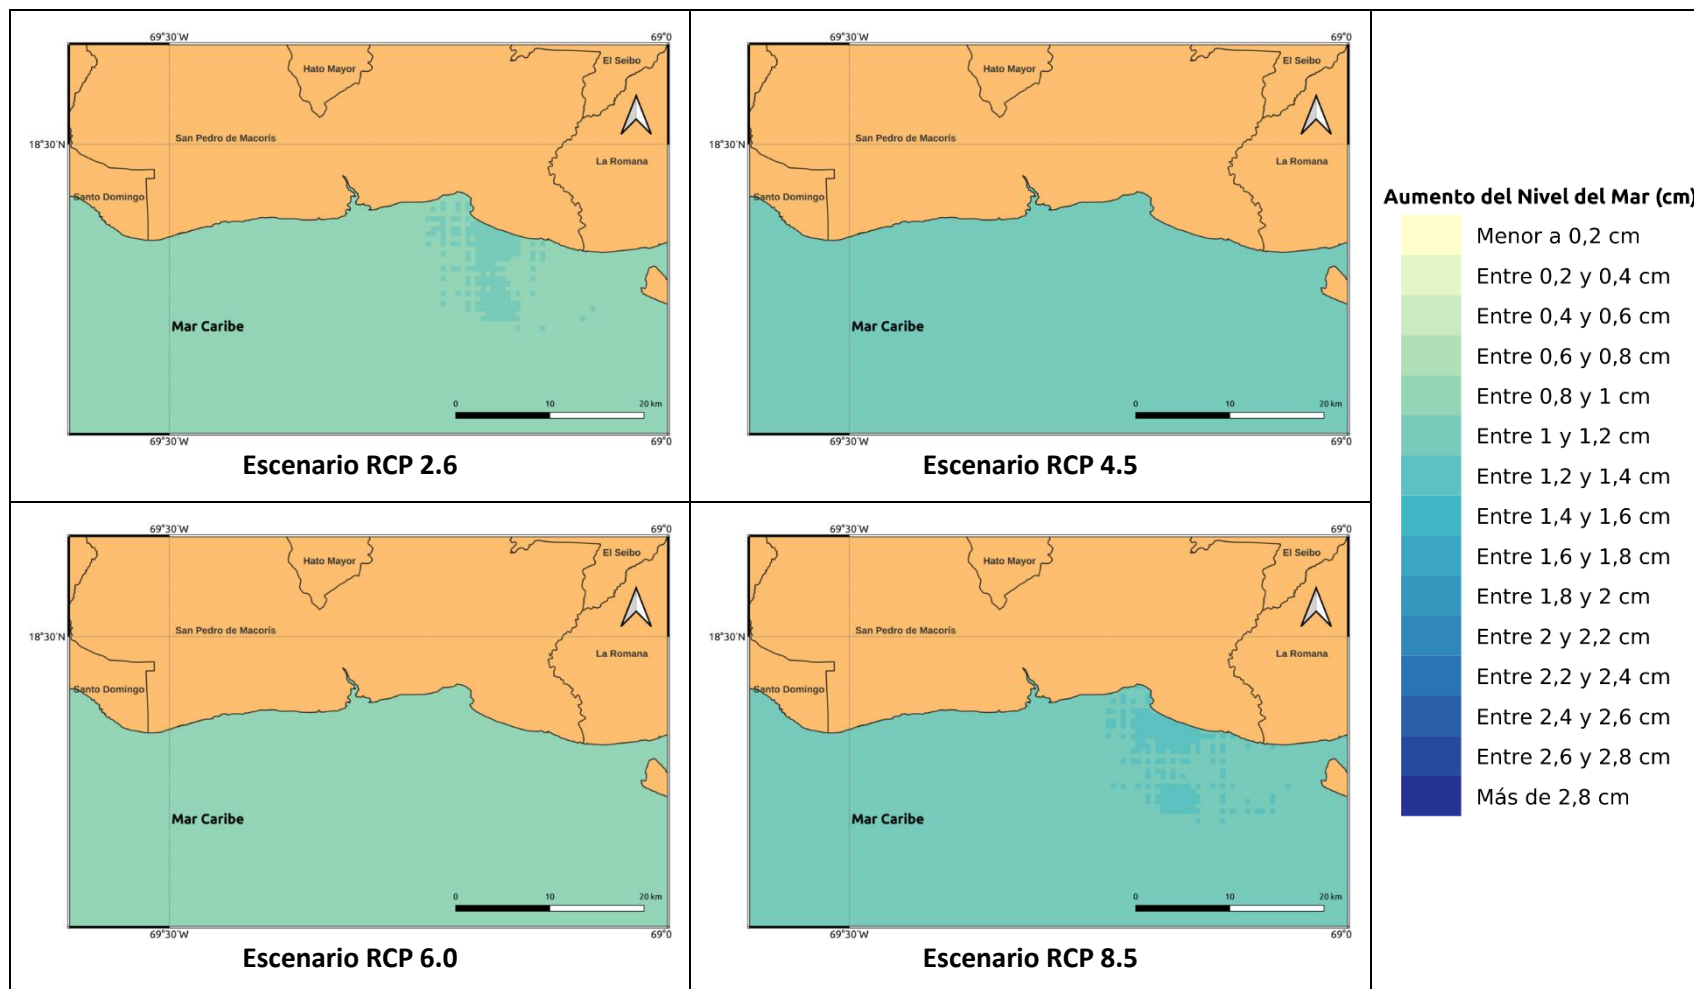 69°30'W
69°0
El Seibo
Hato Mayor
San Pedro de Macorís
18°30'N
La Romana
Santo Domingo
Mar Caribe
0 10 20 km
69°30'W
69°0
Escenario RCP 2.6
69°30'W
69°0
El Seibo
Hato Mayor
San Pedro de Macorís
18°30'N
La Romana
Santo Domingo
Mar Caribe
0 10 20 km
69°30'W
69°0
Escenario RCP 4.5
69°30'W
69°0
El Seibo
Hato Mayor
San Pedro de Macorís
18°30'N
La Romana
Santo Domingo
Mar Caribe
0 10 20 km
69°30'W
69°0
Escenario RCP 6.0
69°30'W
69°0
El Seibo
Hato Mayor
San Pedro de Macorís
18°30'N
La Romana
Santo Domingo
Mar Caribe
0 10 20 km
69°30'W
69°0
Escenario RCP 8.5
Aumento del Nivel del Mar (cm)
Menor a 0,2 cm
Entre 0,2 y 0,4 cm
Entre 0,4 y 0,6 cm
Entre 0,6 y 0,8 cm
Entre 0,8 y 1 cm
Entre 1 y 1,2 cm
Entre 1,2 y 1,4 cm
Entre 1,4 y 1,6 cm
Entre 1,6 y 1,8 cm
Entre 1,8 y 2 cm
Entre 2 y 2,2 cm
Entre 2,2 y 2,4 cm
Entre 2,4 y 2,6 cm
Entre 2,6 y 2,8 cm
Más de 2,8 cm